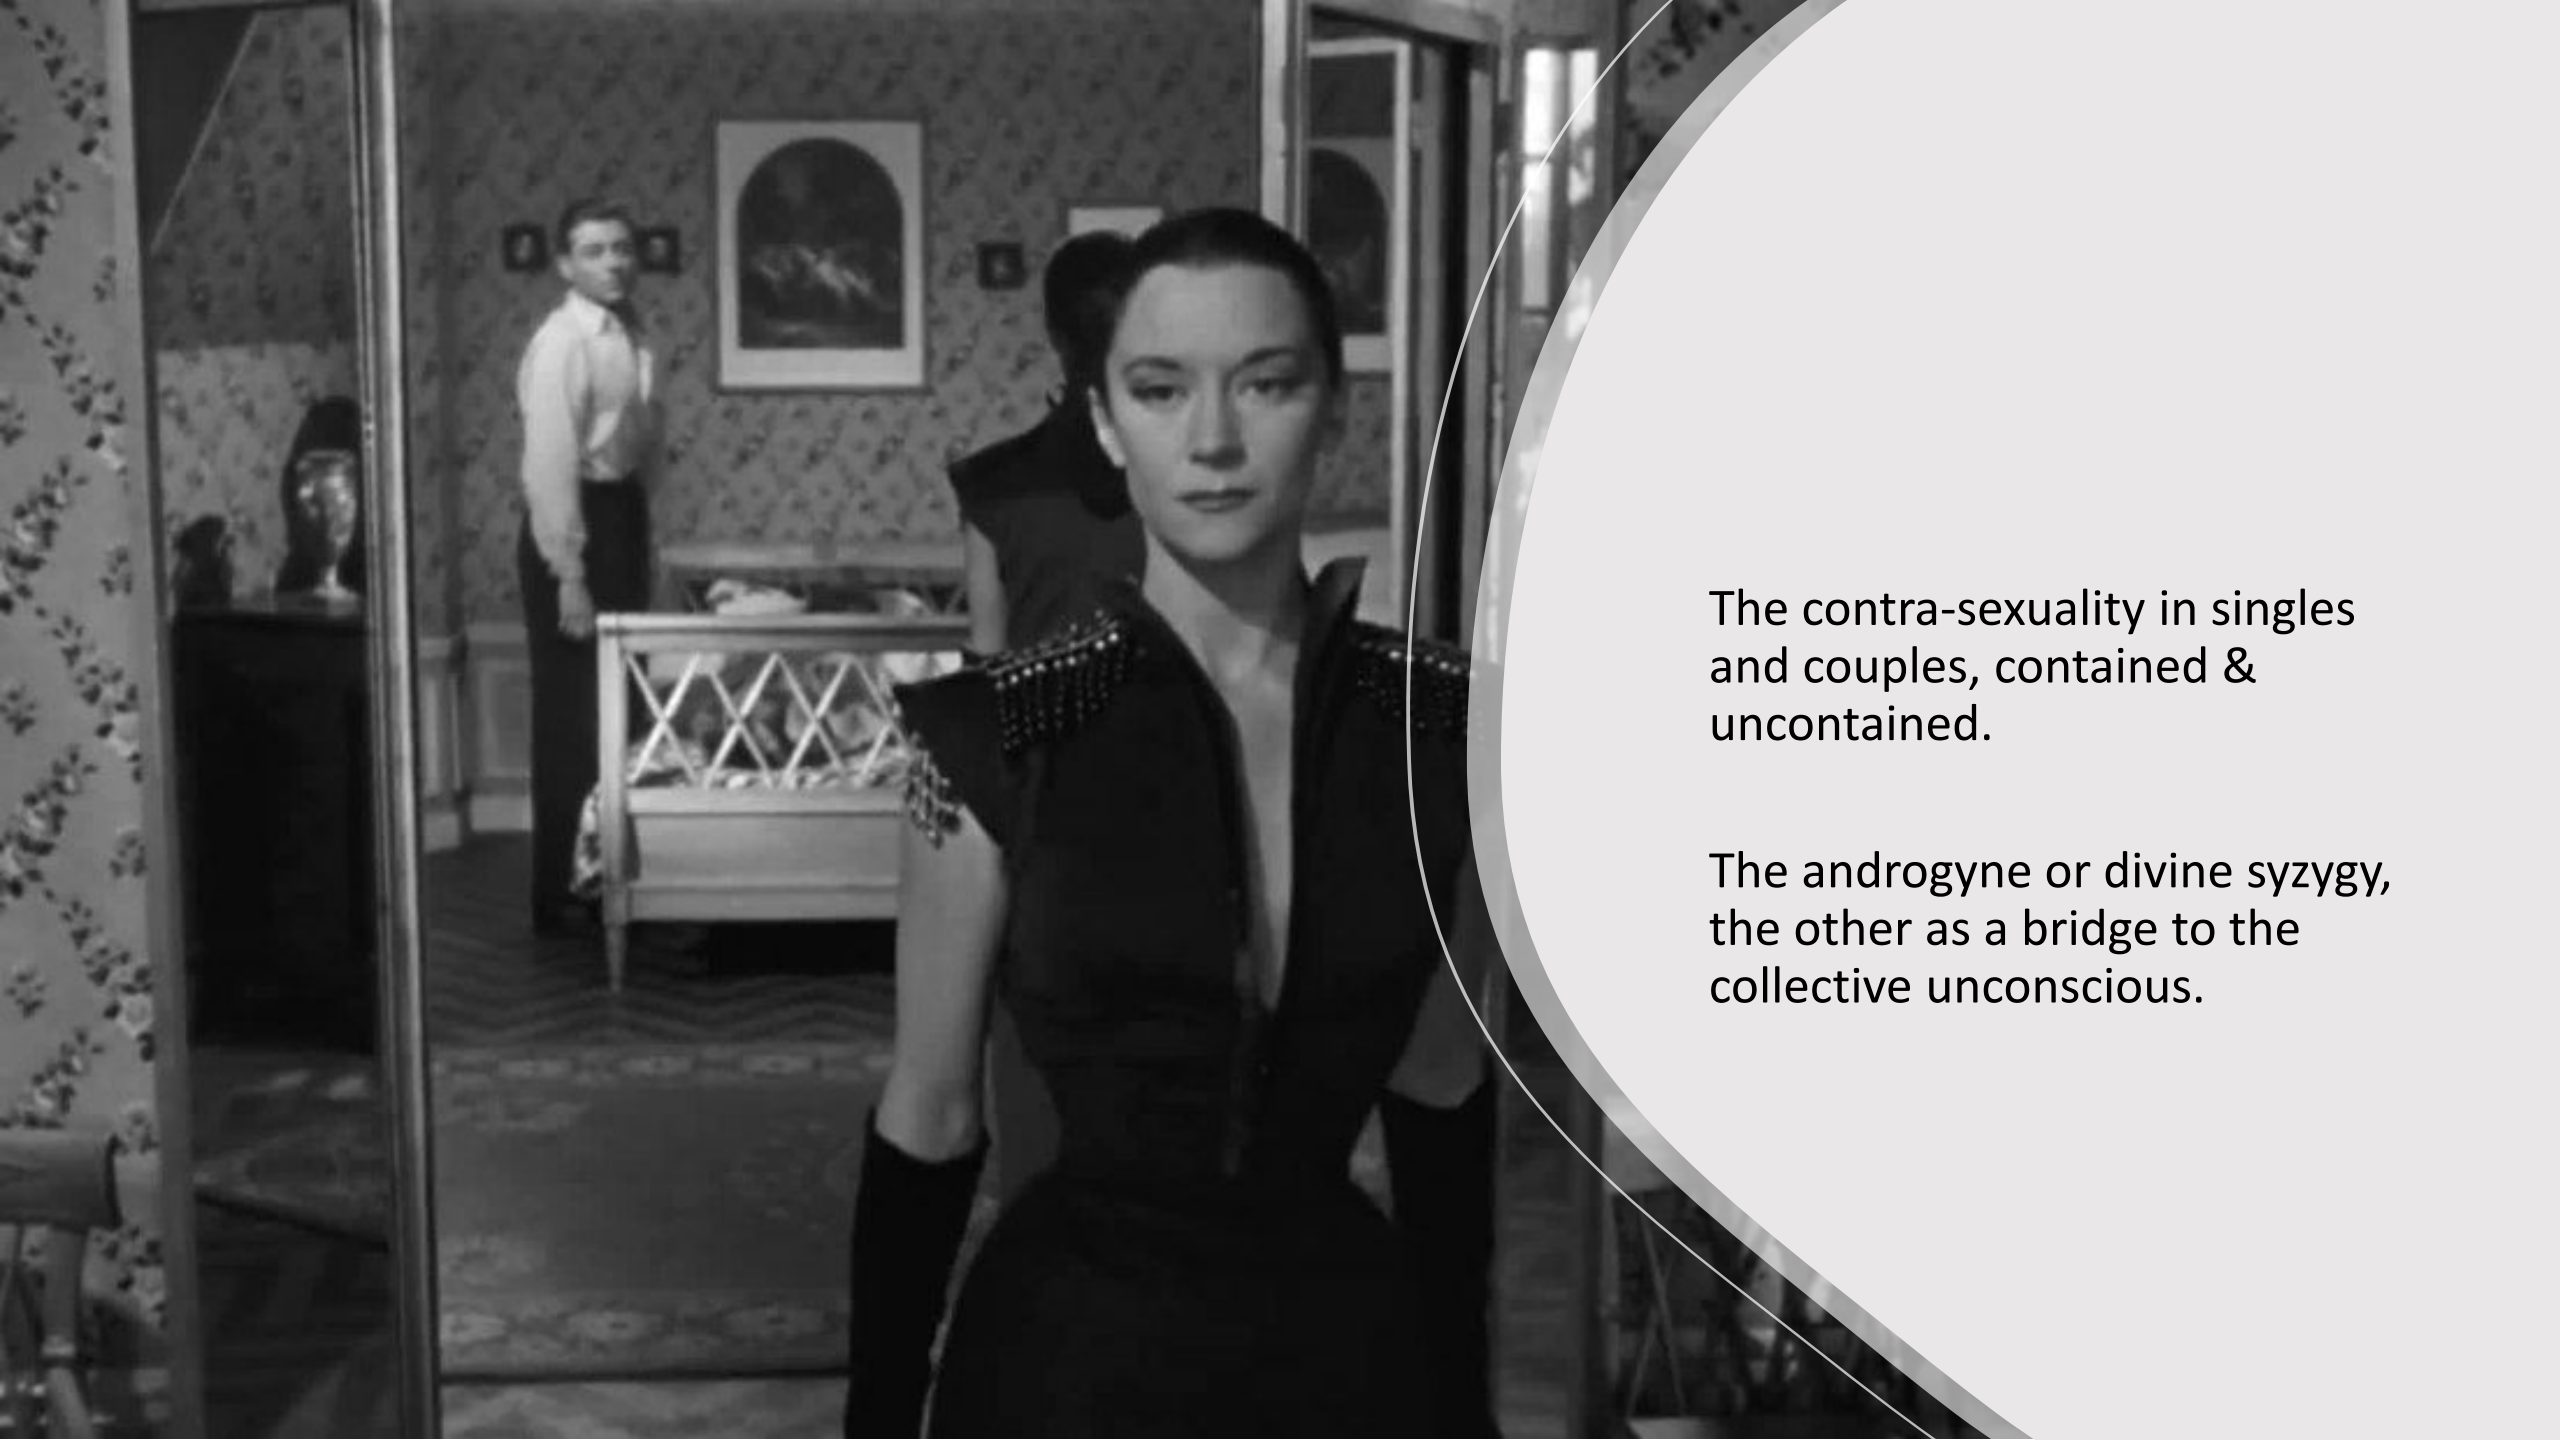 The contra-sexuality in singles
and couples, contained &
uncontained.
The androgyne or divine syzygy,
the other as a bridge to the
collective unconscious.